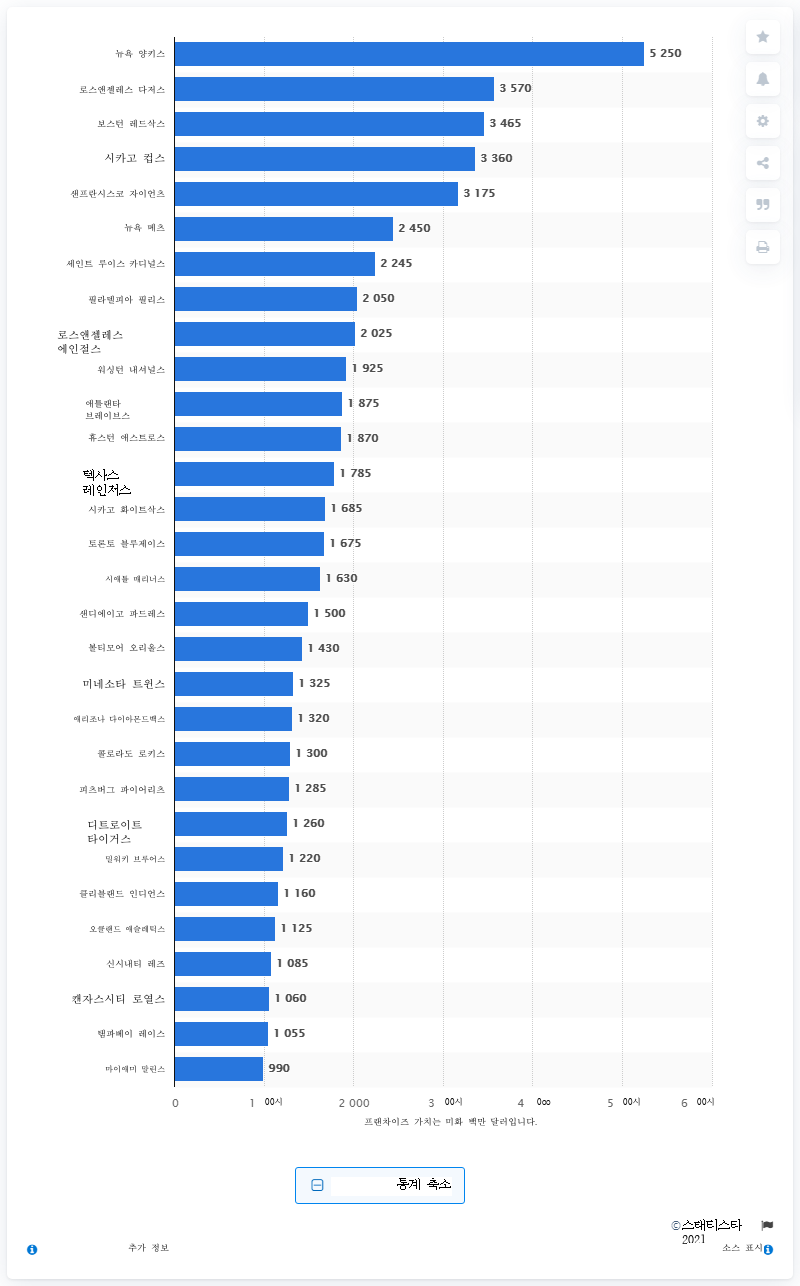 뉴욕 양키스 5 250
로스앤젤레스 다저스 3 570
보스턴 레드삭스 3 465
시카고 컵스 3 360
샌프란시스코 자이언츠 3 175
뉴욕 메츠 2 450
세인트 루이스 카디널스 2 245
필라델피아 필리스 2 050
로스앤젤레스
에인절스 2 025
워싱턴 내셔널스 1 925
애틀랜타
브레이브스 1 875
휴스턴 애스트로스 1 870
텍사스
레인저스 1 785
시카고 화이트삭스 1 685
토론토 블루제이스 1 675
시애틀 매리너스 1 630
샌디에이고 파드레스 1 500
볼티모어 오리올스 1 430
미네소타 트윈스 1 325
애리조나 다이아몬드백스 1 320
콜로라도 로키스 1 300
피츠버그 파이어리츠 1 285
디트로이트
타이거스 1 260
밀워키 브루어스 1 220
클리블랜드 인디언스 1 160
오클랜드 애슬레틱스 1 125
신시내티 레즈 1 085
캔자스시티 로열스 1 060
탬파베이 레이스 1 055
마이애미 말린스 990
0 1 00시 2 000 3 00시 4 000 5 00시 6 00시
프랜차이즈 가치는 미화 백만 달러입니다.
통계 축소
©스태티스타
2021
추가 정보 소스 표시